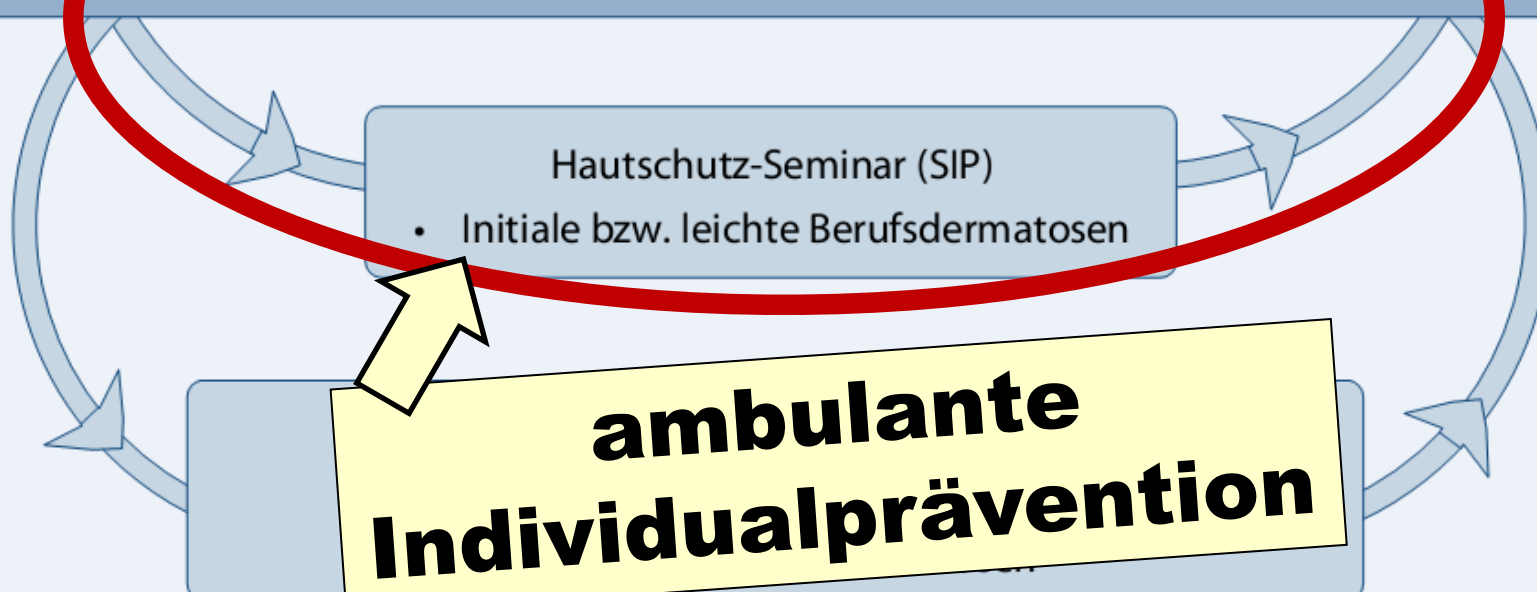 Hautschutz-Seminar (SIP)
• Initiale bzw. leichte Berufsdermatosen
ambulante
Individualprävention